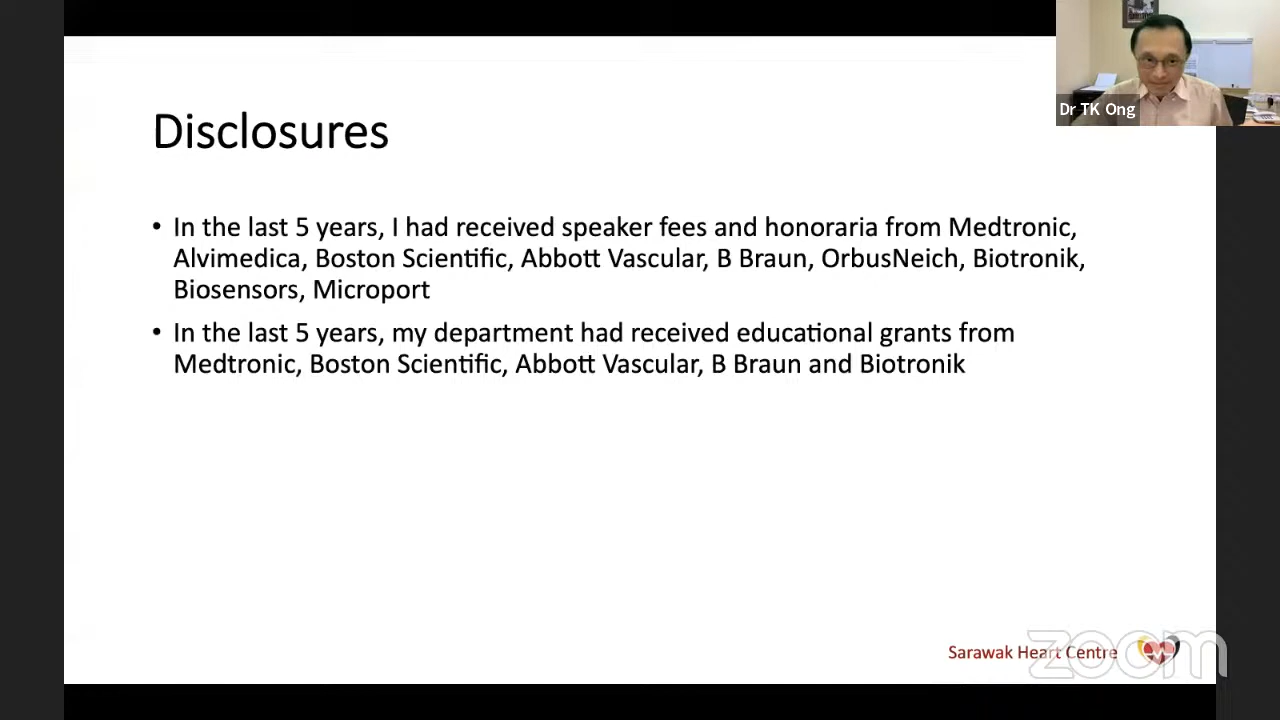 Dr TK Ong
Disclosures
• In the last 5 years, I had received speaker fees and honoraria from Medtronic,
Alvimedica, Boston Scientific, Abbott Vascular, B Braun, OrbusNeich, Biotronik,
Biosensors, Microport
• In the last 5 years, my department had received educational grants from
Medtronic, Boston Scientific, Abbott Vascular, B Braun and Biotronik
Sarawak Heart Centre
zoom